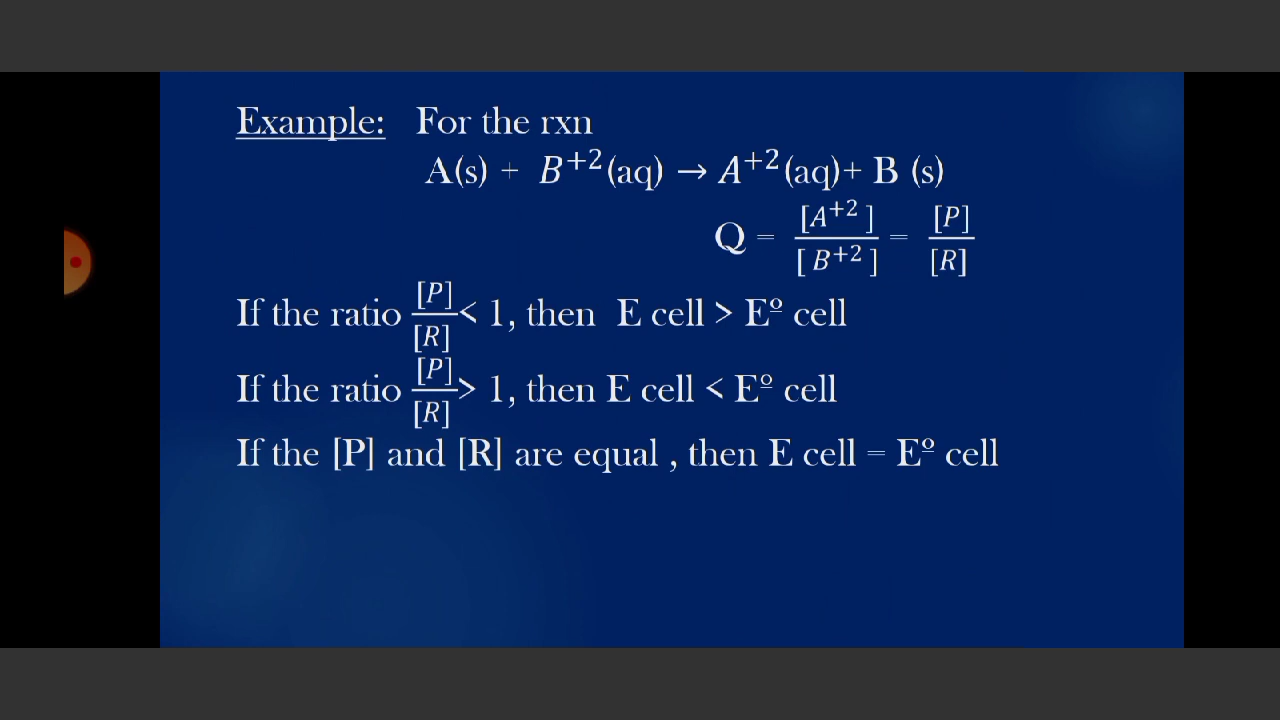 Example: For the rxn
A(s) + B⁺²(aq) → A⁺²(aq)+ B (s)
Q = [A⁺² ] / [ B⁺² ] = [P] / [R]
If the ratio [P] / [R] < 1, then E cell > Eº cell
If the ratio [P] / [R] > 1, then E cell < Eº cell
If the [P] and [R] are equal , then E cell = Eº cell